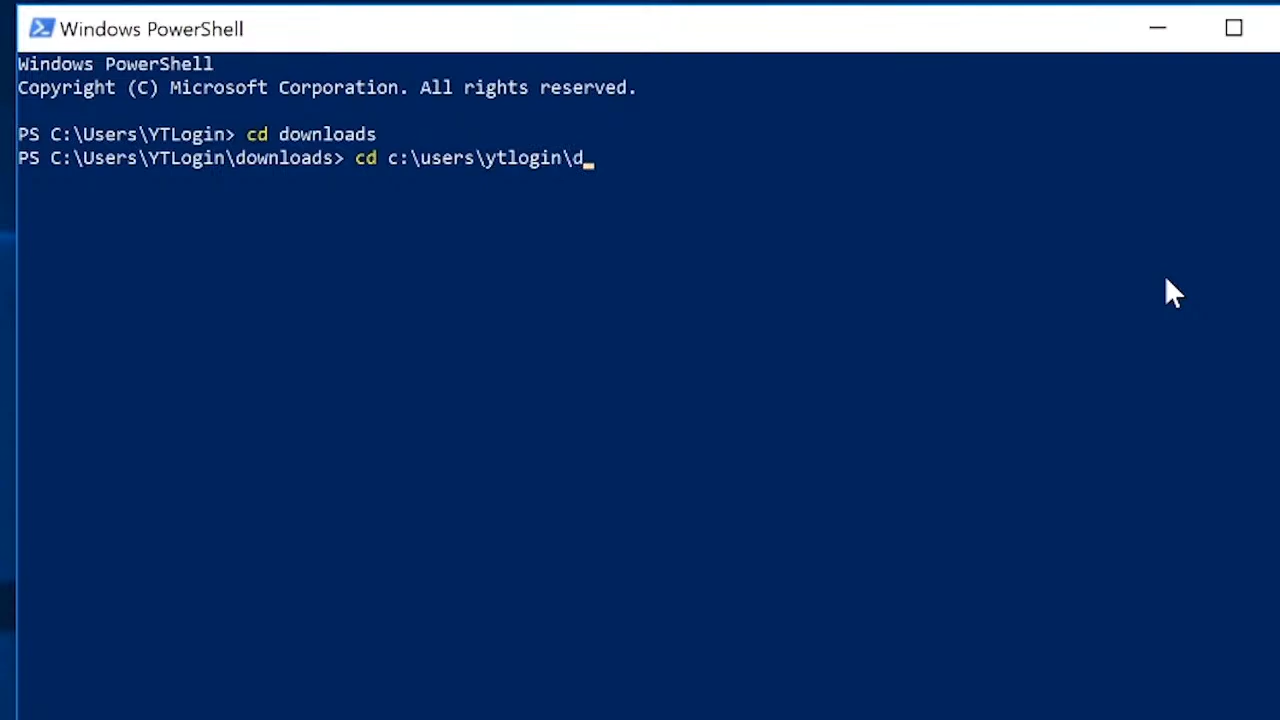 Windows PowerShell
Windows PowerShell
Copyright (C) Microsoft Corporation. All rights reserved.
PS C:\Users\YTLogin> cd downloads
PS C:\Users\YTLogin\downloads> cd c:\users\ytlogin\d